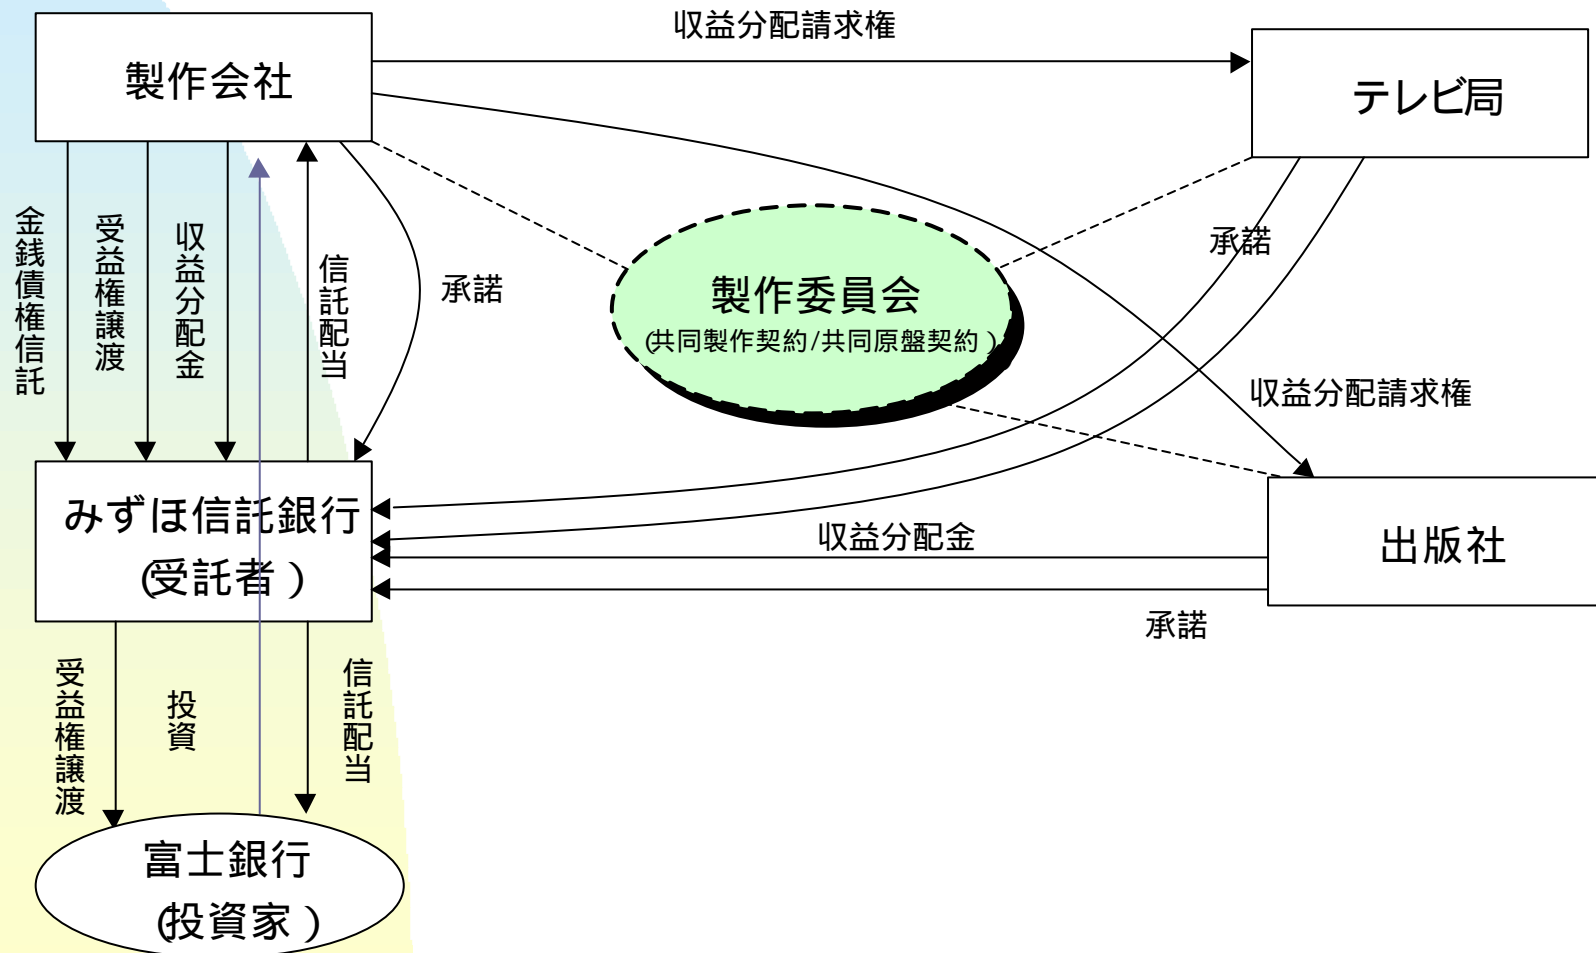 収益分配請求権
製作会社
テレビ局
金銭債権信託
受益権譲渡
収益分配金
信託配当
承諾
承諾
製作委員会
(共同製作契約/共同原盤契約)
収益分配請求権
みずほ信託銀行
(受託者)
収益分配金
出版社
承諾
受益権譲渡
投資
信託配当
富士銀行
(投資家)